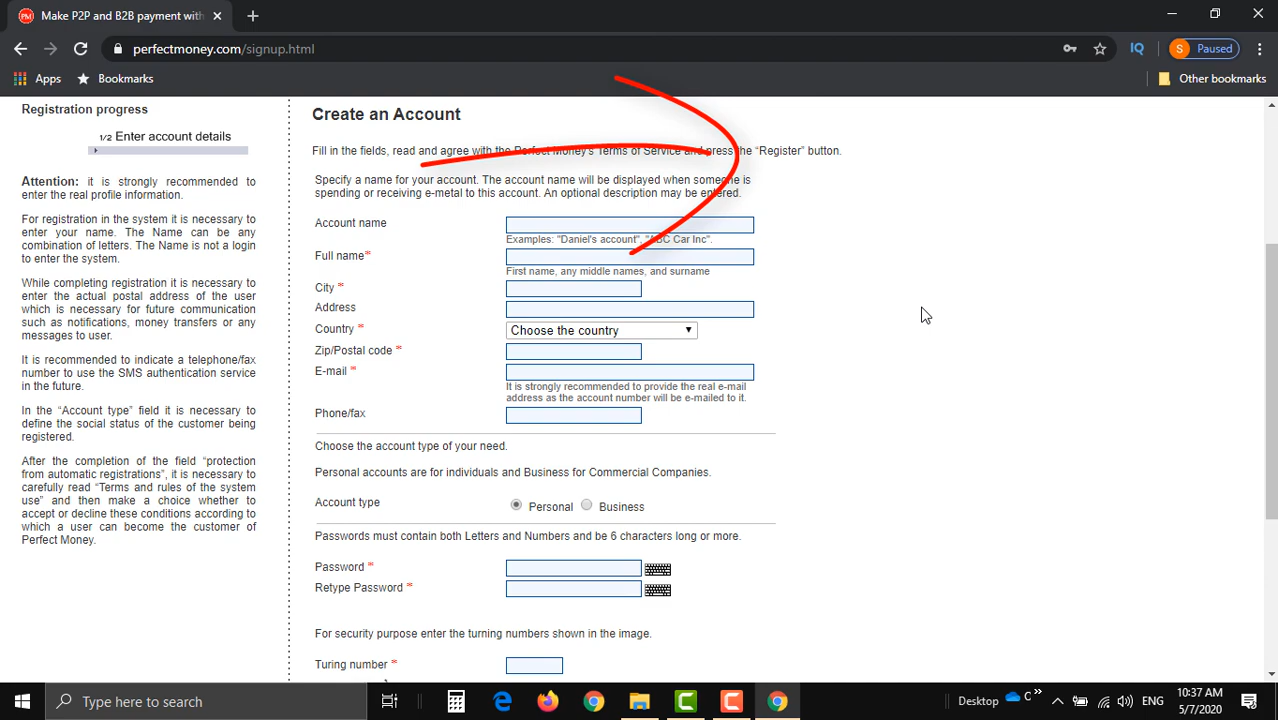 Make P2P and B2B payment with
perfectmoney.com/signup.html
IQ
S Paused
Apps Bookmarks Other bookmarks
Registration progress
1/2 Enter account details
Attention: it is strongly recommended to
enter the real profile information.
For registration in the system it is necessary to
enter your name. The Name can be any
combination of letters. The Name is not a login
to enter the system.
While completing registration it is necessary to
enter the actual postal address of the user
which is necessary for future communication
such as notifications, money transfers or any
messages to user.
It is recommended to indicate a telephone/fax
number to use the SMS authentication service
in the future.
In the “Account type” field it is necessary to
define the social status of the customer being
registered.
After the completion of the field “protection
from automatic registrations”, it is necessary to
carefully read “Terms and rules of the system
use” and then make a choice whether to
accept or decline these conditions according to
which a user can become the customer of
Perfect Money.
Create an Account
Fill in the fields, read and agree with the Perfect Money's Terms of Service and press the “Register” button.
Specify a name for your account. The account name will be displayed when someone is
spending or receiving e-metal to this account. An optional description may be entered.
Account name
Examples: "Daniel's account", "ABC Car Inc".
Full name*
First name, any middle names, and surname
City *
Address
Country * Choose the country
Zip/Postal code *
E-mail *
It is strongly recommended to provide the real e-mail
address as the account number will be e-mailed to it.
Phone/fax
Choose the account type of your need.
Personal accounts are for individuals and Business for Commercial Companies.
Account type Personal Business
Passwords must contain both Letters and Numbers and be 6 characters long or more.
Password *
Retype Password *
For security purpose enter the turning numbers shown in the image.
Turing number *
Type here to search
Desktop
C
ENG
10:37 AM
5/7/2020